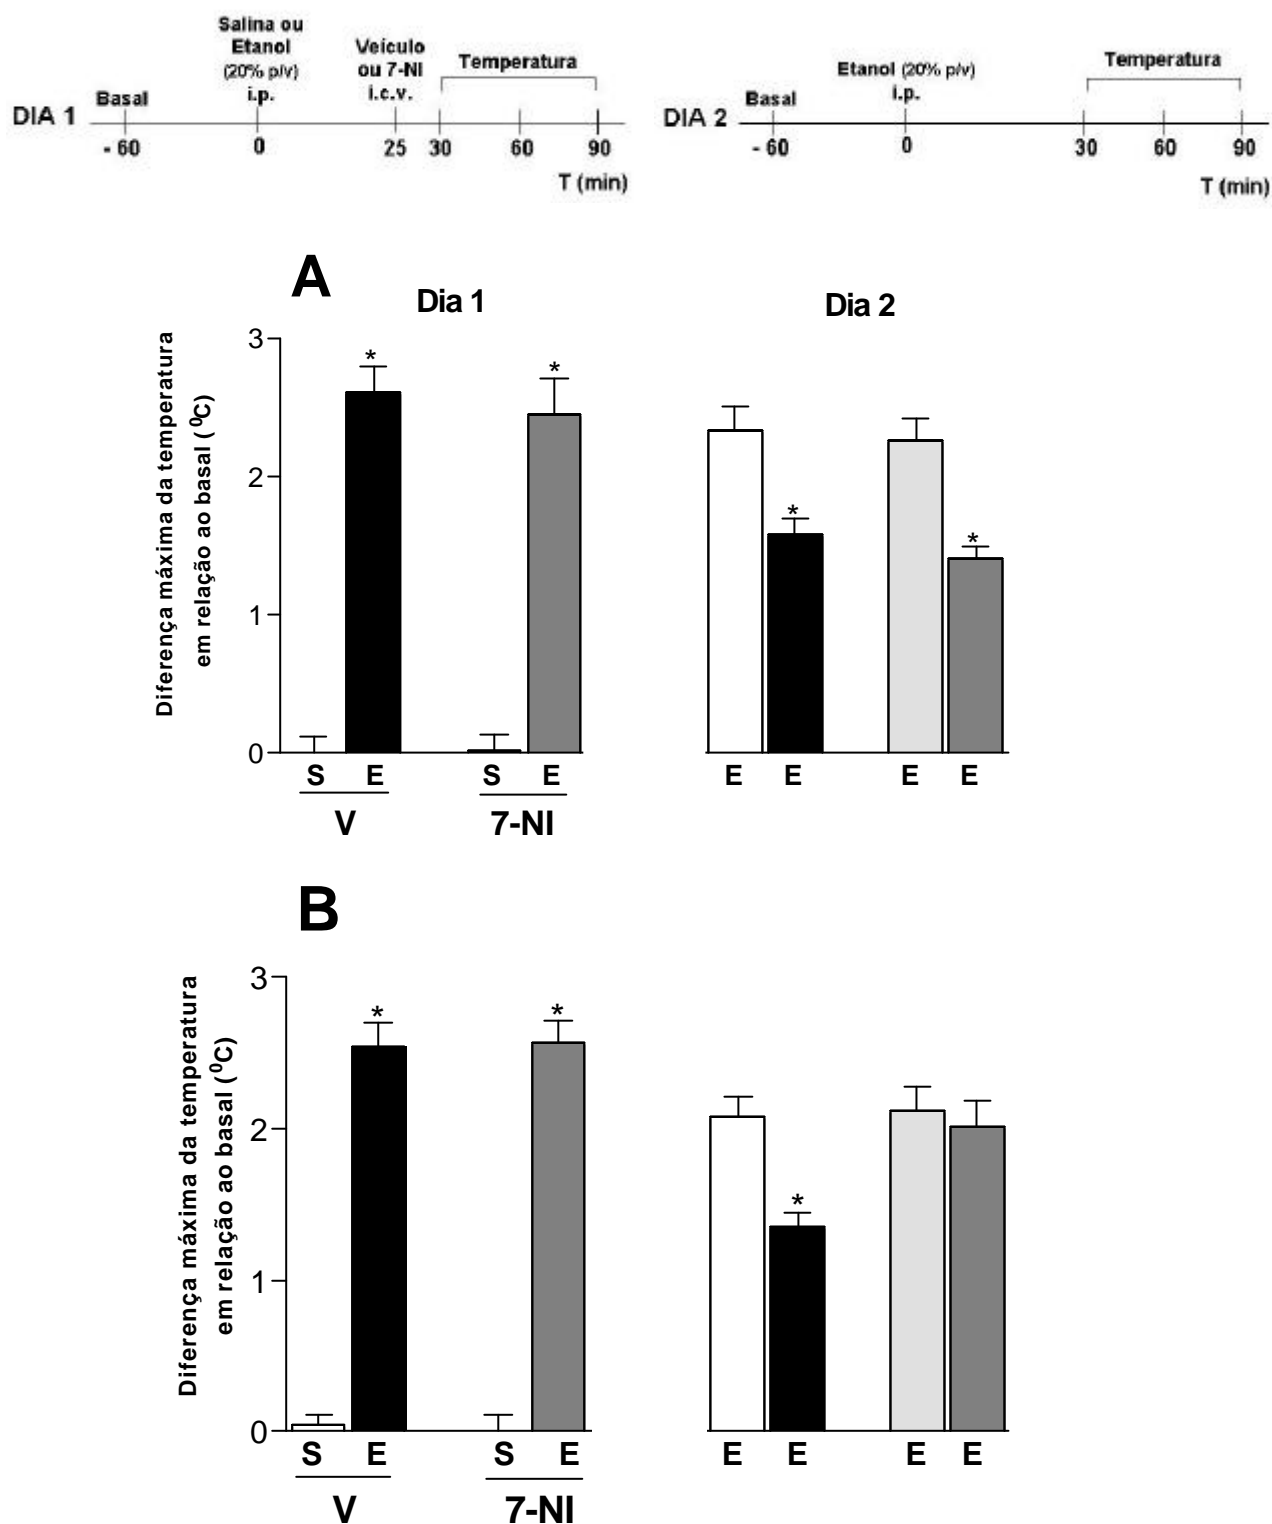 Salina ou
Etanol
(20% p/v)
i.p.
Veículo
ou 7-NI
i.c.v.
Temperatura
Basal
DIA 1
- 60
0
25
30
60
90
T (min)
Etanol (20% p/v)
i.p.
Temperatura
Basal
DIA 2
- 60
0
30
60
90
T (min)
A
Dia 1
Dia 2
Diferença máxima da temperatura
em relação ao basal (⁰C)
3
2
1
0
*
*
*
*
S
E
S
E
E
E
E
E
V
7-NI
B
Diferença máxima da temperatura
em relação ao basal (⁰C)
3
2
1
0
*
*
*
S
E
S
E
E
E
E
E
V
7-NI